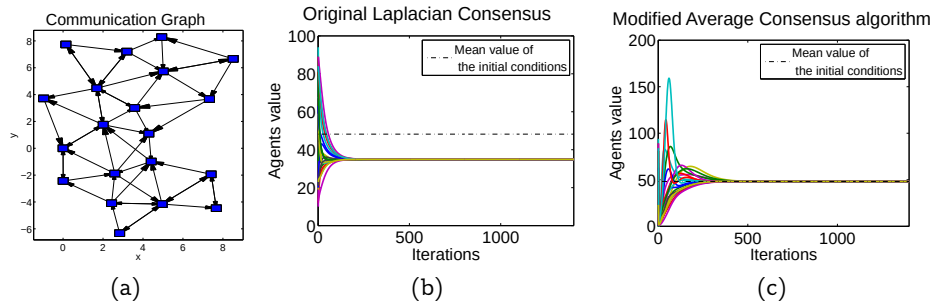 Communication Graph
8
6
4
2
0
−2
−4
−6
y
0 2 4 6 8
x
(a)
Original Laplacian Consensus
100
80
60
40
20
0
Agents value
Mean value of
the initial conditions
0 500 1000
Iterations
(b)
Modified Average Consensus algorithm
200
150
100
50
0
Agents value
Mean value of
the initial conditions
0 500 1000
Iterations
(c)